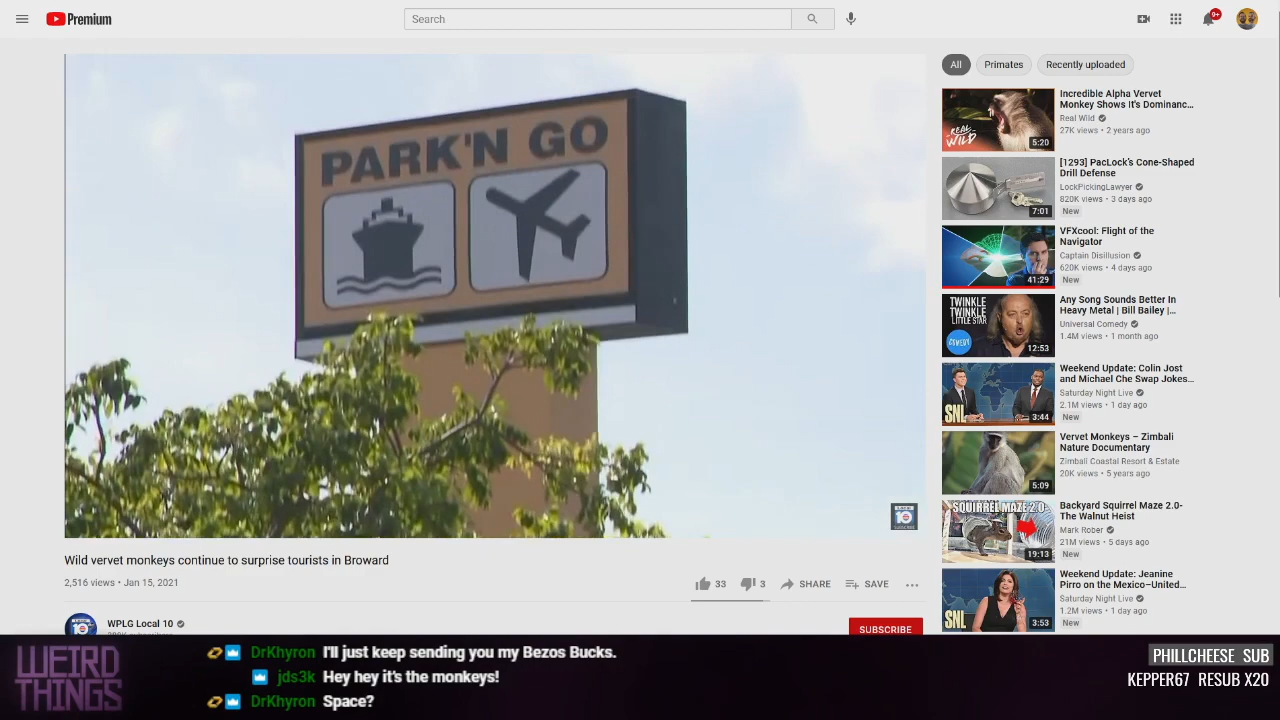 Premium
Search
9+
PARK'N GO
Wild vervet monkeys continue to surprise tourists in Broward
2,516 views • Jan 15, 2021
33
3
SHARE
SAVE
WPLG Local 10
SUBSCRIBE
All
Primates
Recently uploaded
REAL WILD
5:20
Incredible Alpha Vervet
Monkey Shows It's Dominanc...
Real Wild
27K views • 2 years ago
7:01
[1293] PacLock's Cone-Shaped
Drill Defense
LockPickingLawyer
820K views • 3 days ago
New
41:29
VFXcool: Flight of the
Navigator
Captain Disillusion
620K views • 4 days ago
New
TWINKLE
TWINKLE
LITTLE STAR
COMEDY
12:53
Any Song Sounds Better In
Heavy Metal | Bill Bailey |...
Universal Comedy
1.4M views • 1 month ago
SNL
3:44
Weekend Update: Colin Jost
and Michael Che Swap Jokes...
Saturday Night Live
2.1M views • 1 day ago
New
5:09
Vervet Monkeys – Zimbali
Nature Documentary
Zimbali Coastal Resort & Estate
20K views • 5 years ago
SQUIRREL MAZE 2.0
19:13
Backyard Squirrel Maze 2.0-
The Walnut Heist
Mark Rober
21M views • 5 days ago
New
SNL
3:53
Weekend Update: Jeanine
Pirro on the Mexico–United...
Saturday Night Live
1.2M views • 1 day ago
New
WEIRD
THINGS
DrKhyron I'll just keep sending you my Bezos Bucks.
jds3k Hey hey it's the monkeys!
DrKhyron Space?
PHILLCHEESE SUB
KEPPER67 RESUB X20